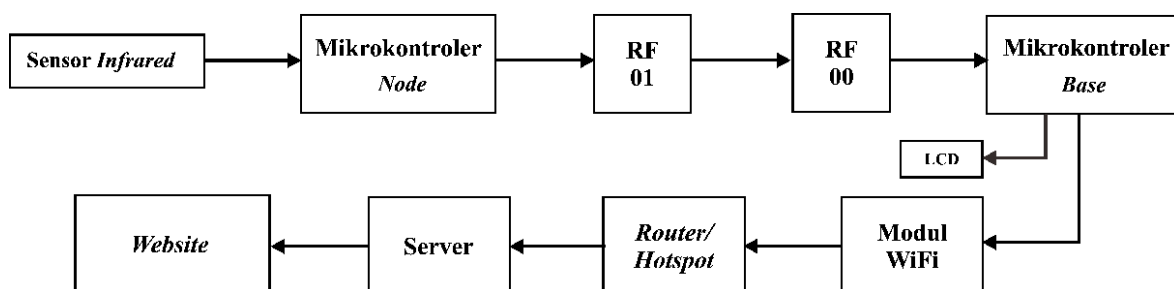 Sensor Infrared
Mikrokontroler
Node
RF
01
RF
00
Mikrokontroler
Base
LCD
Website
Server
Router/
Hotspot
Modul
WiFi